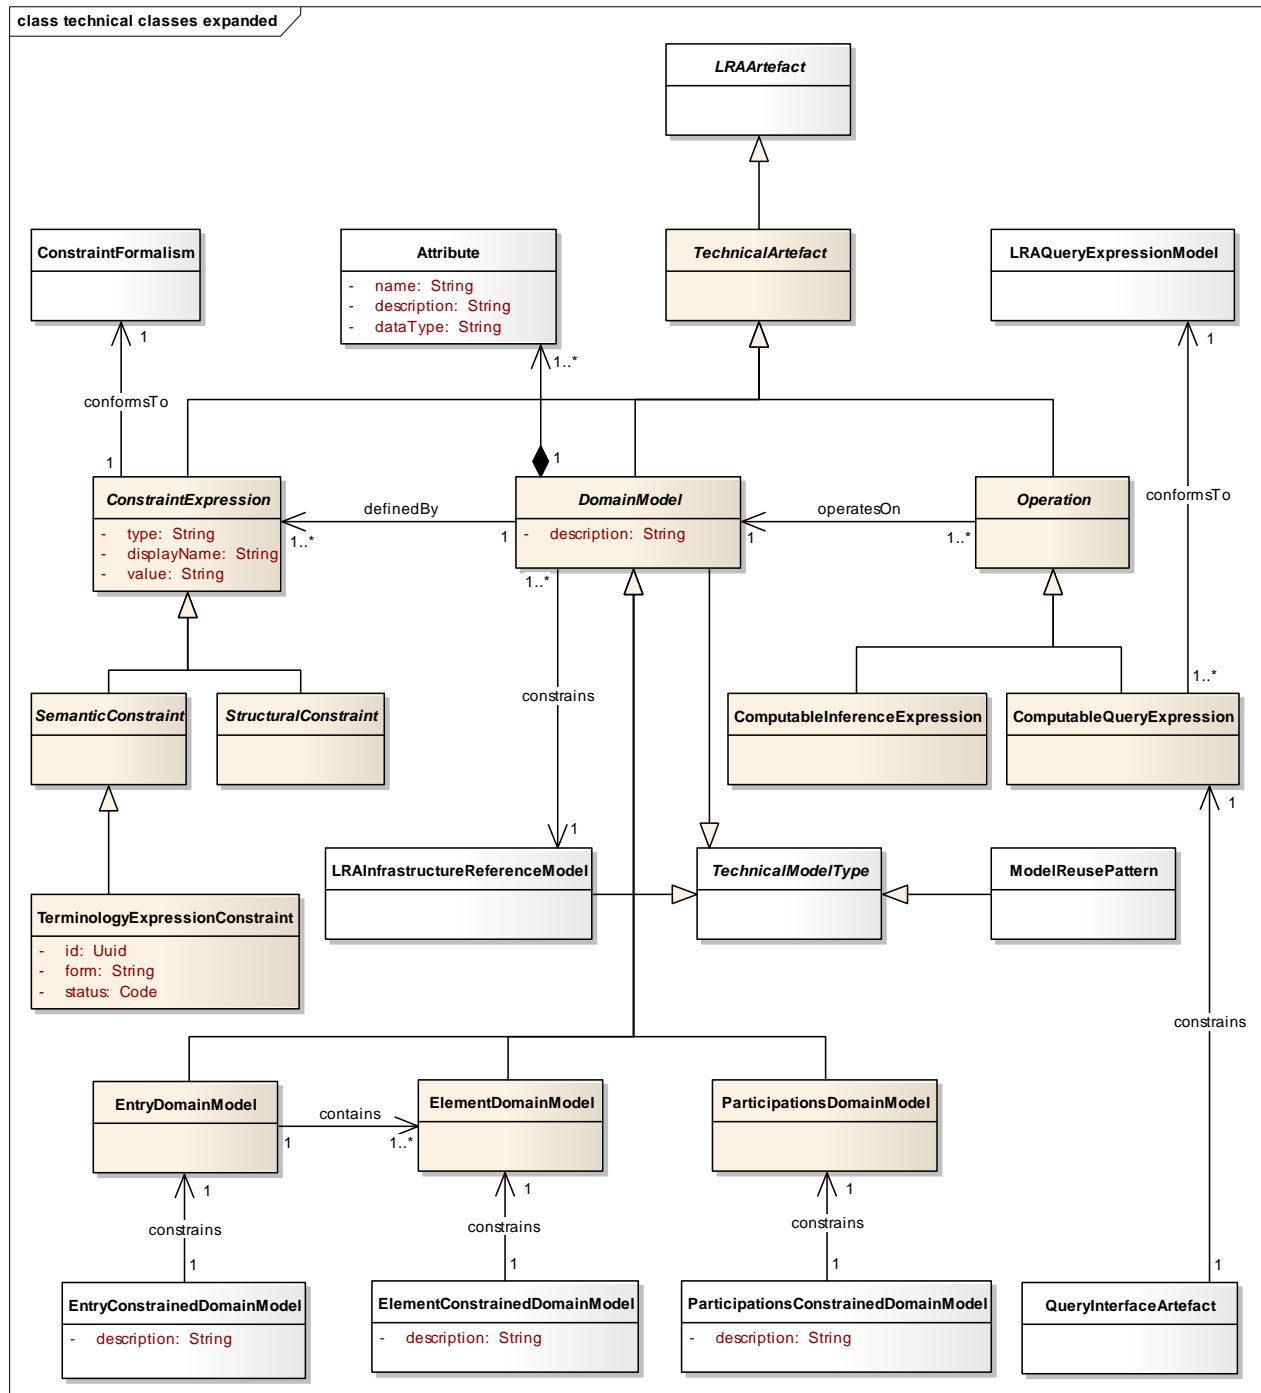 class technical classes expanded
LRAArtefact
ConstraintFormalism
Attribute
- name: String
- description: String
- dataType: String
TechnicalArtefact
LRAQueryExpressionModel
1
1..*
1
conformsTo
1
1
ConstraintExpression
- type: String
- displayName: String
- value: String
definedBy
1..*
1
DomainModel
- description: String
operatesOn
1
1..*
Operation
conformsTo
1..*
constrains
1..*
SemanticConstraint
StructuralConstraint
ComputableInferenceExpression
ComputableQueryExpression
1
1
LRAInfrastructureReferenceModel
TechnicalModelType
ModelReusePattern
TerminologyExpressionConstraint
- id: Uuid
- form: String
- status: Code
constrains
EntryDomainModel
contains
1
1..*
ElementDomainModel
ParticipationsDomainModel
1
1
1
constrains
constrains
constrains
1
1
1
1
EntryConstrainedDomainModel
- description: String
ElementConstrainedDomainModel
- description: String
ParticipationsConstrainedDomainModel
- description: String
QueryInterfaceArtefact